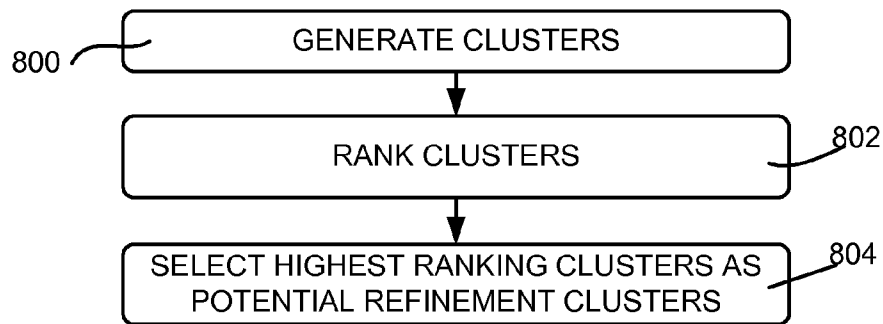 800
GENERATE CLUSTERS
RANK CLUSTERS
802
SELECT HIGHEST RANKING CLUSTERS AS
POTENTIAL REFINEMENT CLUSTERS
804